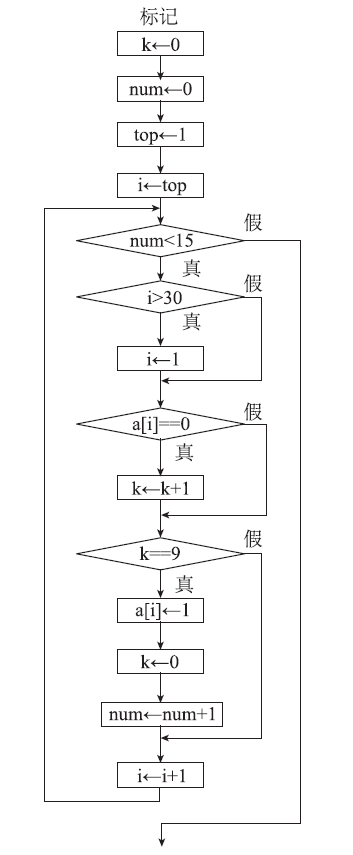 标记
k←0
num←0
top←1
i←top
num<15
假
真
i>30
假
真
i←1
a[i]==0
假
真
k←k+1
k==9
假
真
a[i]←1
k←0
num←num+1
i←i+1